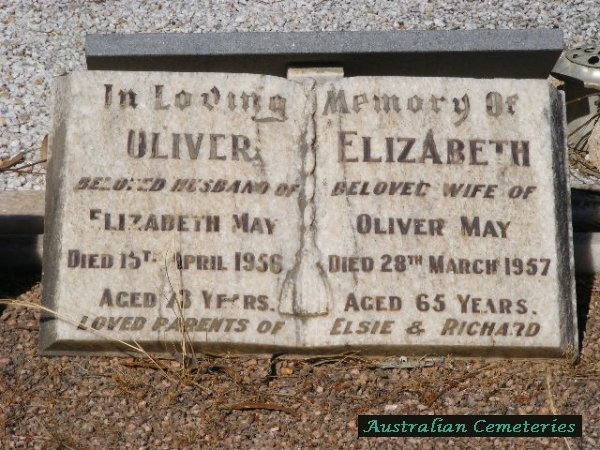 In Loving Memory Of
OLIVER
BELOVED HUSBAND OF
ELIZABETH MAY
DIED 15TH APRIL 1956
AGED YEARS.
ELIZABETH
BELOVED WIFE OF
OLIVER MAY
DIED 28TH MARCH 1957
AGED 65 YEARS.
LOVED PARENTS OF ELSIE & RICHARD
Australian Cemeteries